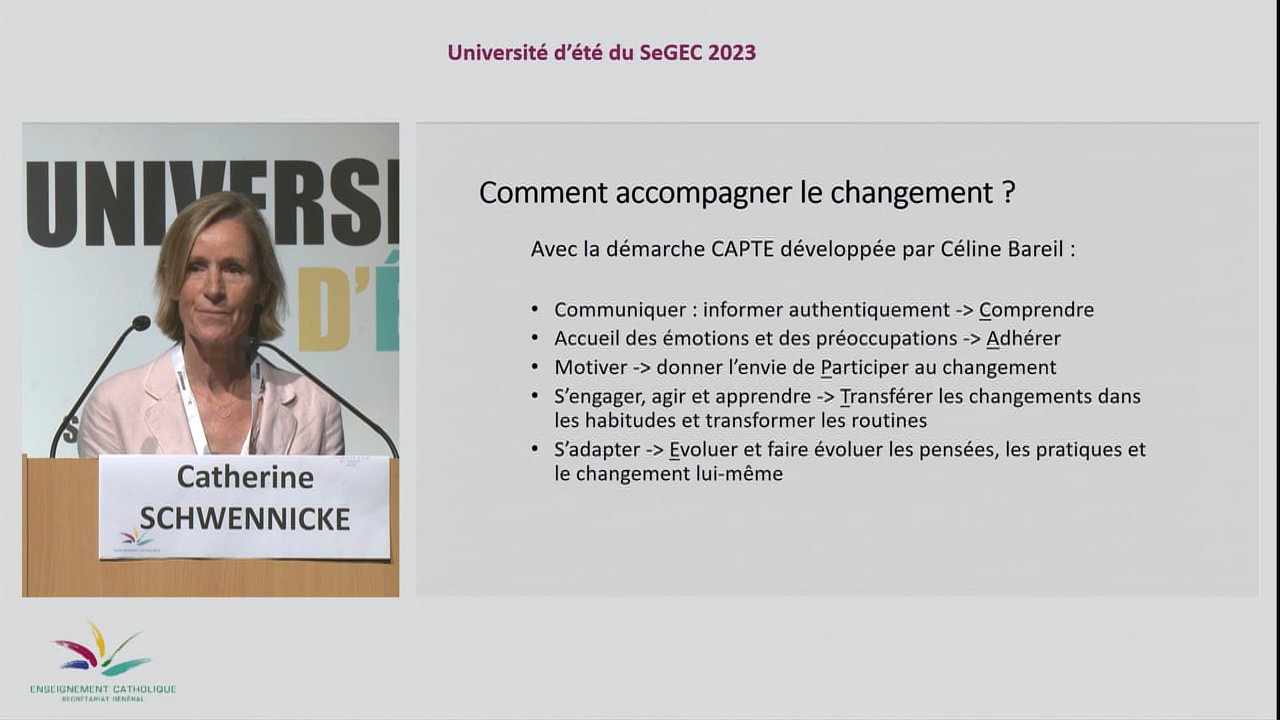 Université d'été du SeGEC 2023
UNIVERSI
D'É
S
Catherine
SCHWENNICKE
Comment accompagner le changement ?
Avec la démarche CAPTE développée par Céline Bareil :
• Communiquer : informer authentiquement -> Comprendre
• Accueil des émotions et des préoccupations -> Adhérer
• Motiver -> donner l'envie de Participer au changement
• S'engager, agir et apprendre -> Transférer les changements dans
les habitudes et transformer les routines
• S'adapter -> Evoluer et faire évoluer les pensées, les pratiques et
le changement lui-même
ENSEIGNEMENT CATHOLIQUE
SECRÉTARIAT GÉNÉRAL